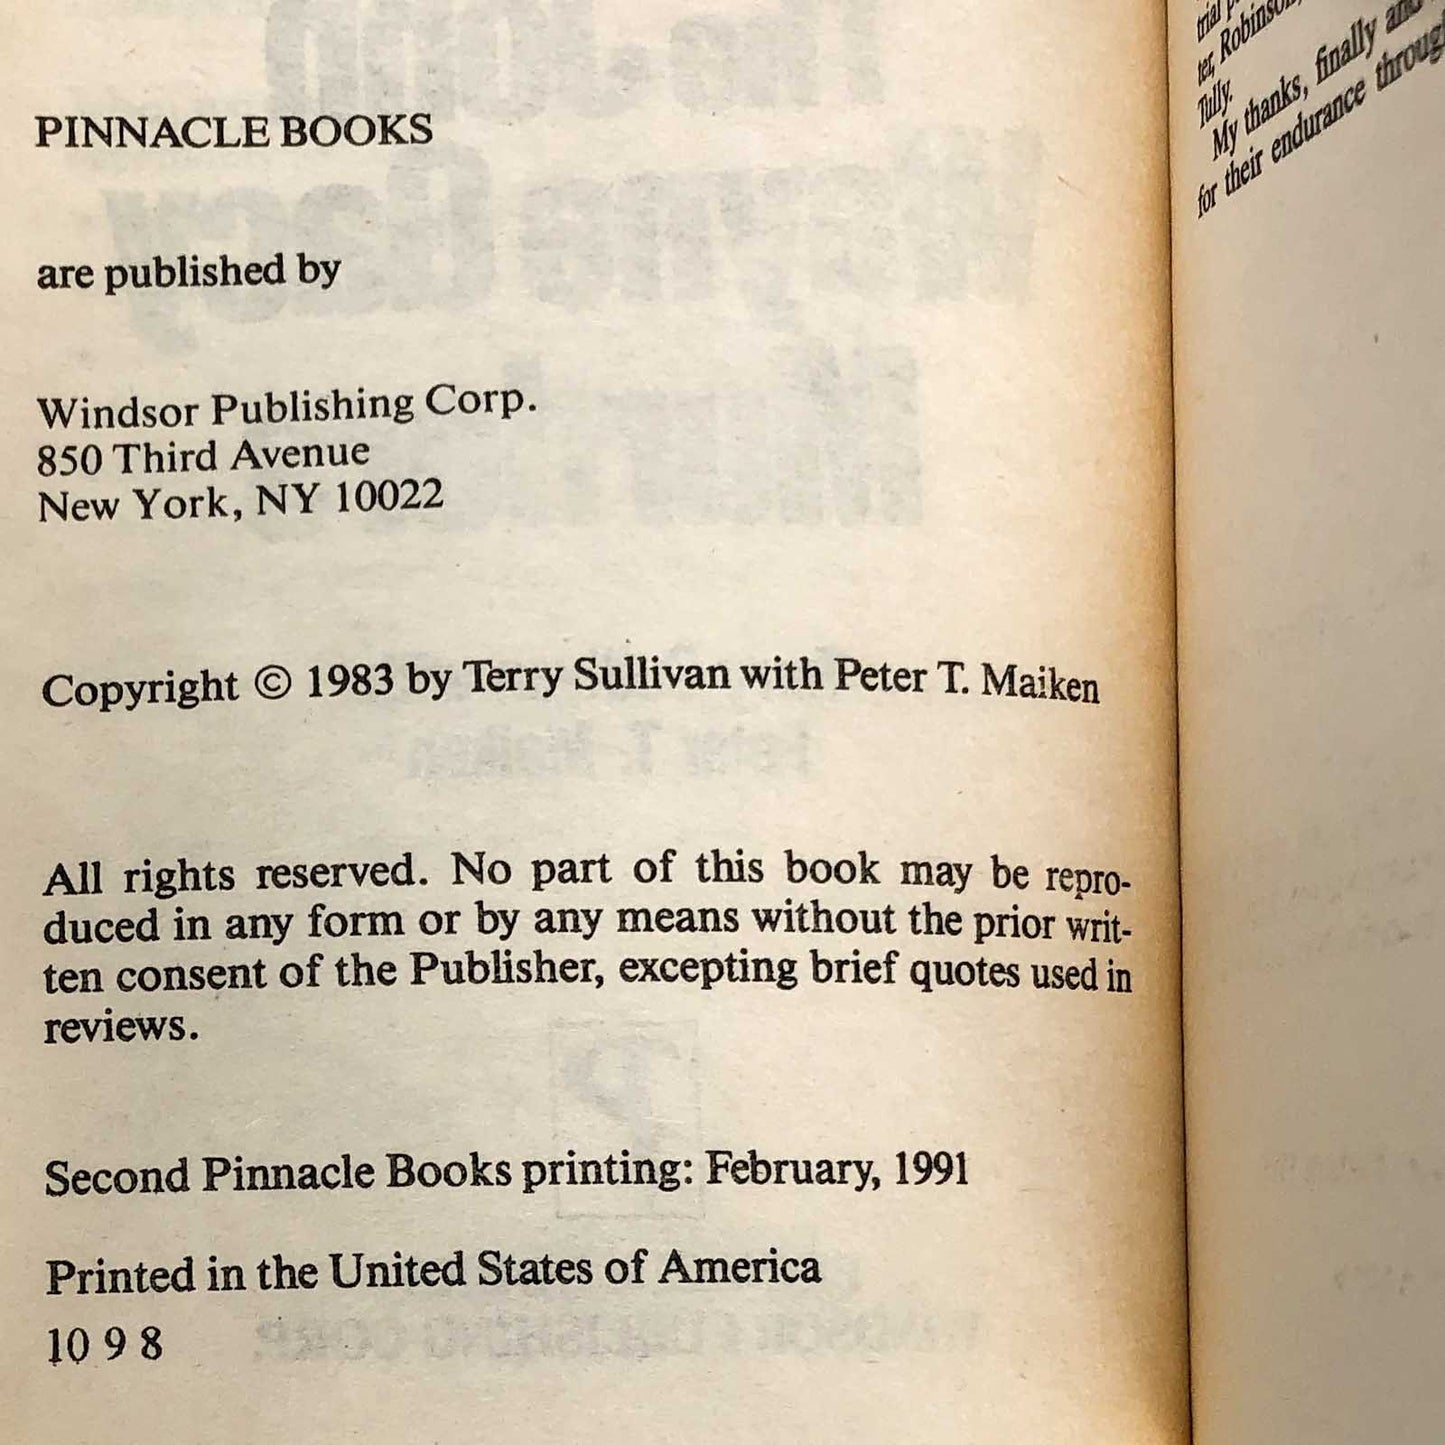 PINNACLE BOOKS
are published by
Windsor Publishing Corp.
850 Third Avenue
New York, NY 10022
Copyright © 1983 by Terry Sullivan with Peter T. Maiken
All rights reserved. No part of this book may be repro-
duced in any form or by any means without the prior writ-
ten consent of the Publisher, excepting brief quotes used in
reviews.
Second Pinnacle Books printing: February, 1991
Printed in the United States of America
10 9 8
trial
ter, Robinson,
Tully.
My thanks, finally and
for their endurance throug